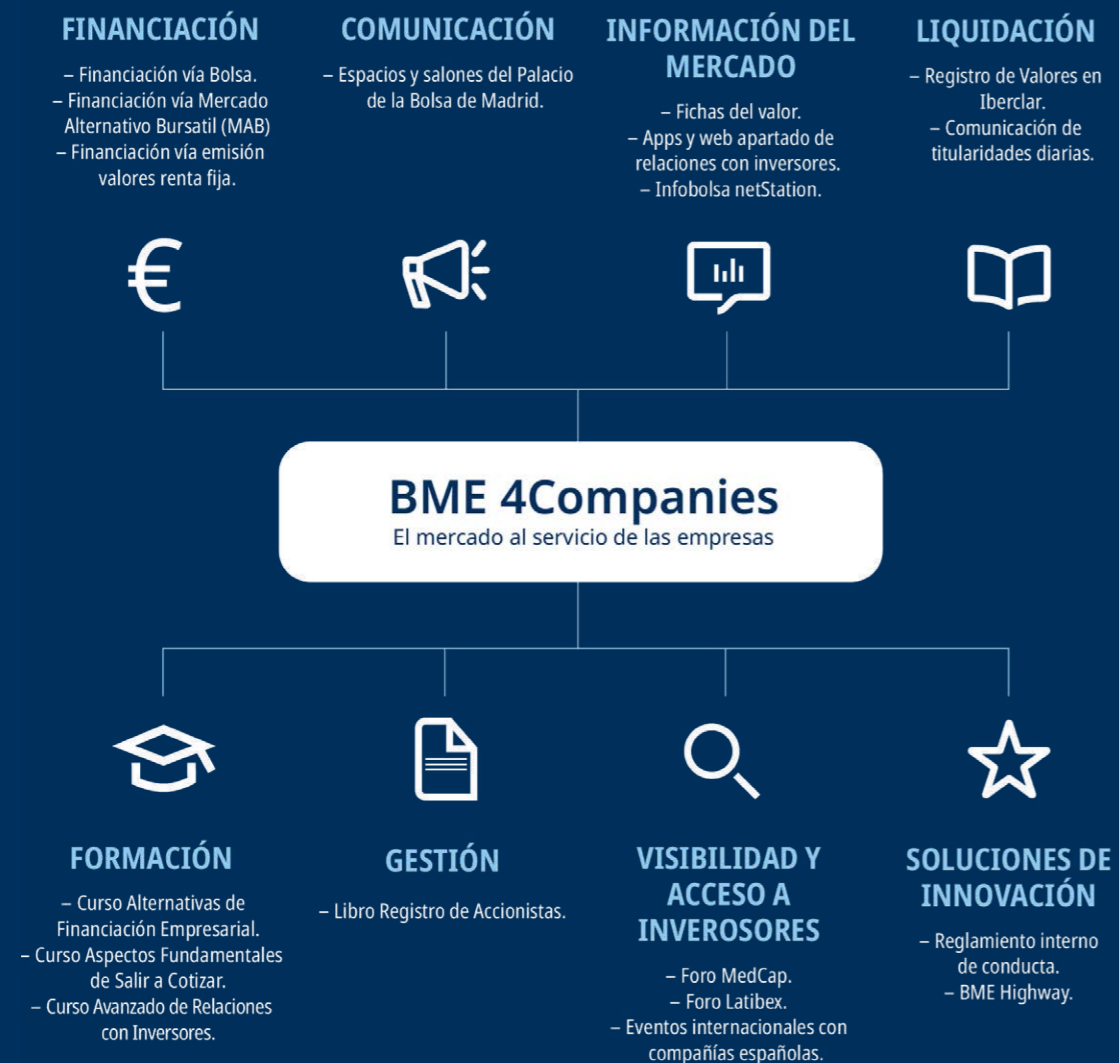 FINANCIACIÓN
– Financiación vía Bolsa.
– Financiación vía Mercado
Alternativo Bursatil (MAB)
– Financiación vía emisión
valores renta fija.
COMUNICACIÓN
– Espacios y salones del Palacio
de la Bolsa de Madrid.
INFORMACIÓN DEL
MERCADO
– Fichas del valor.
– Apps y web apartado de
relaciones con inversores.
– Infobolsa netStation.
LIQUIDACIÓN
– Registro de Valores en
Iberclar.
– Comunicación de
titularidades diarias.
€
BME 4Companies
El mercado al servicio de las empresas
FORMACIÓN
– Curso Alternativas de
Financiación Empresarial.
– Curso Aspectos Fundamentales
de Salir a Cotizar.
– Curso Avanzado de Relaciones
con Inversores.
GESTIÓN
– Libro Registro de Accionistas.
VISIBILIDAD Y
ACCESO A
INVEROSORES
– Foro MedCap.
– Foro Latibex.
– Eventos internacionales con
compañías españolas.
SOLUCIONES DE
INNOVACIÓN
– Reglamiento interno
de conducta.
– BME Highway.